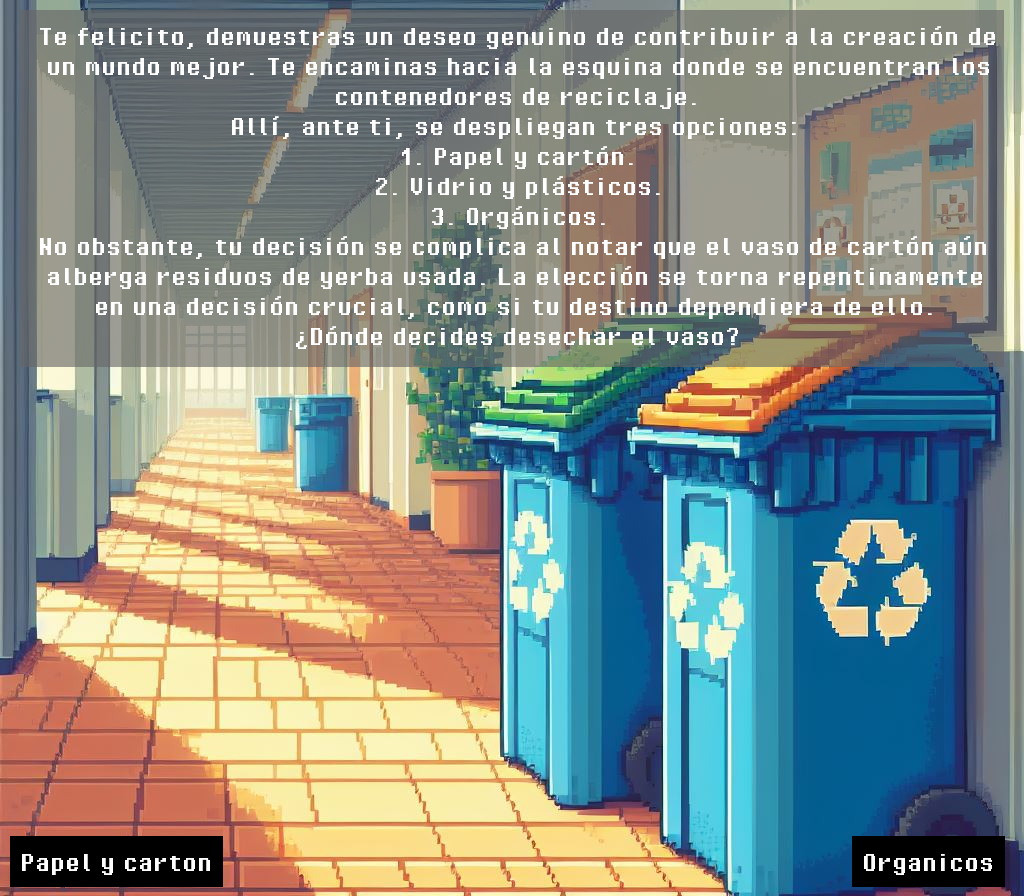 Te felicito, demuestras un deseo genuino de contribuir a la creación de
un mundo mejor. Te encaminas hacia la esquina donde se encuentran los
contenedores de reciclaje.
Allí, ante ti, se despliegan tres opciones:
1. Papel y cartón.
2. Vidrio y plásticos.
3. Orgánicos.
No obstante, tu decisión se complica al notar que el vaso de cartón aún
alberga residuos de yerba usada. La elección se torna repentinamente
en una decisión crucial, como si tu destino dependiera de ello.
¿Dónde decides desechar el vaso?
Papel y carton
Organicos